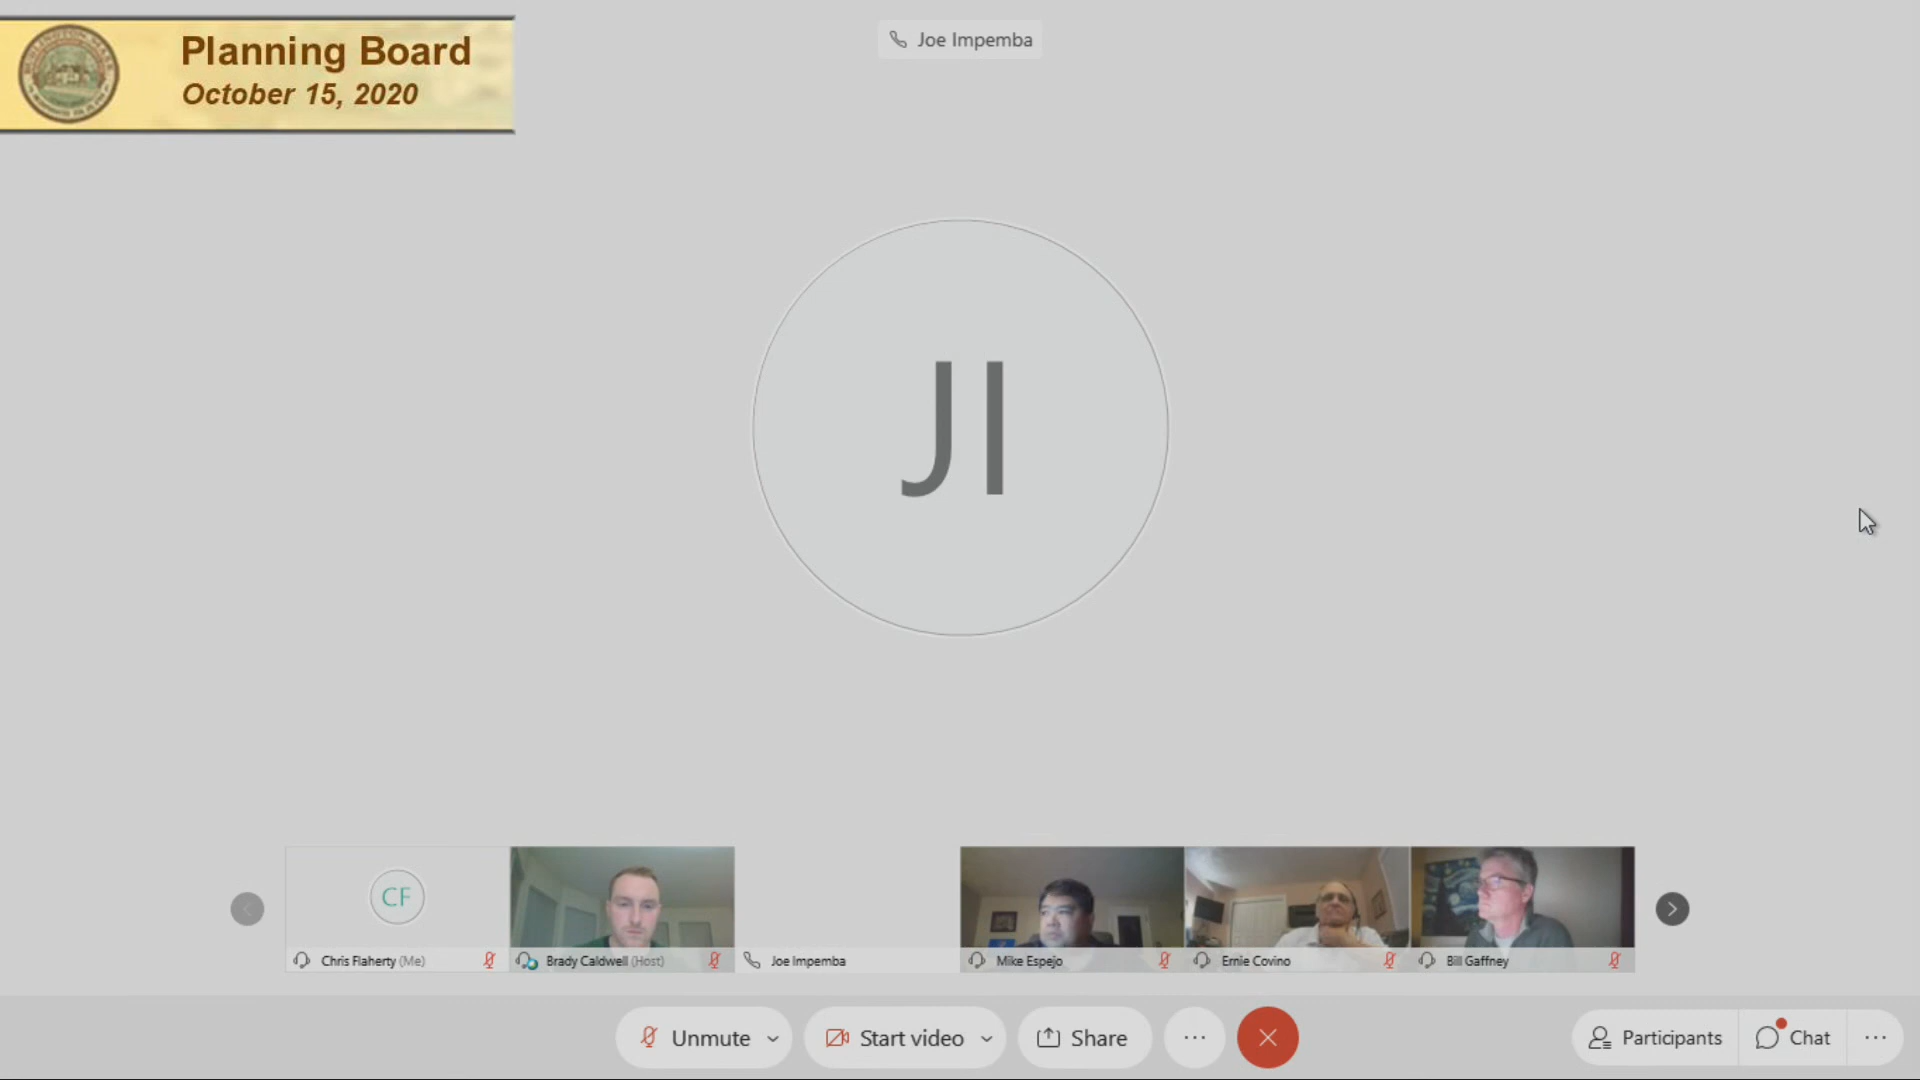 Planning Board
October 15, 2020
Joe Impemba
JI
CF
Chris Flaherty (Me)
Brady Caldwell (Host)
Joe Impemba
Mike Espejo
Ernie Covino
Bill Gaffney
Unmute
Start video
Share
Participants
Chat